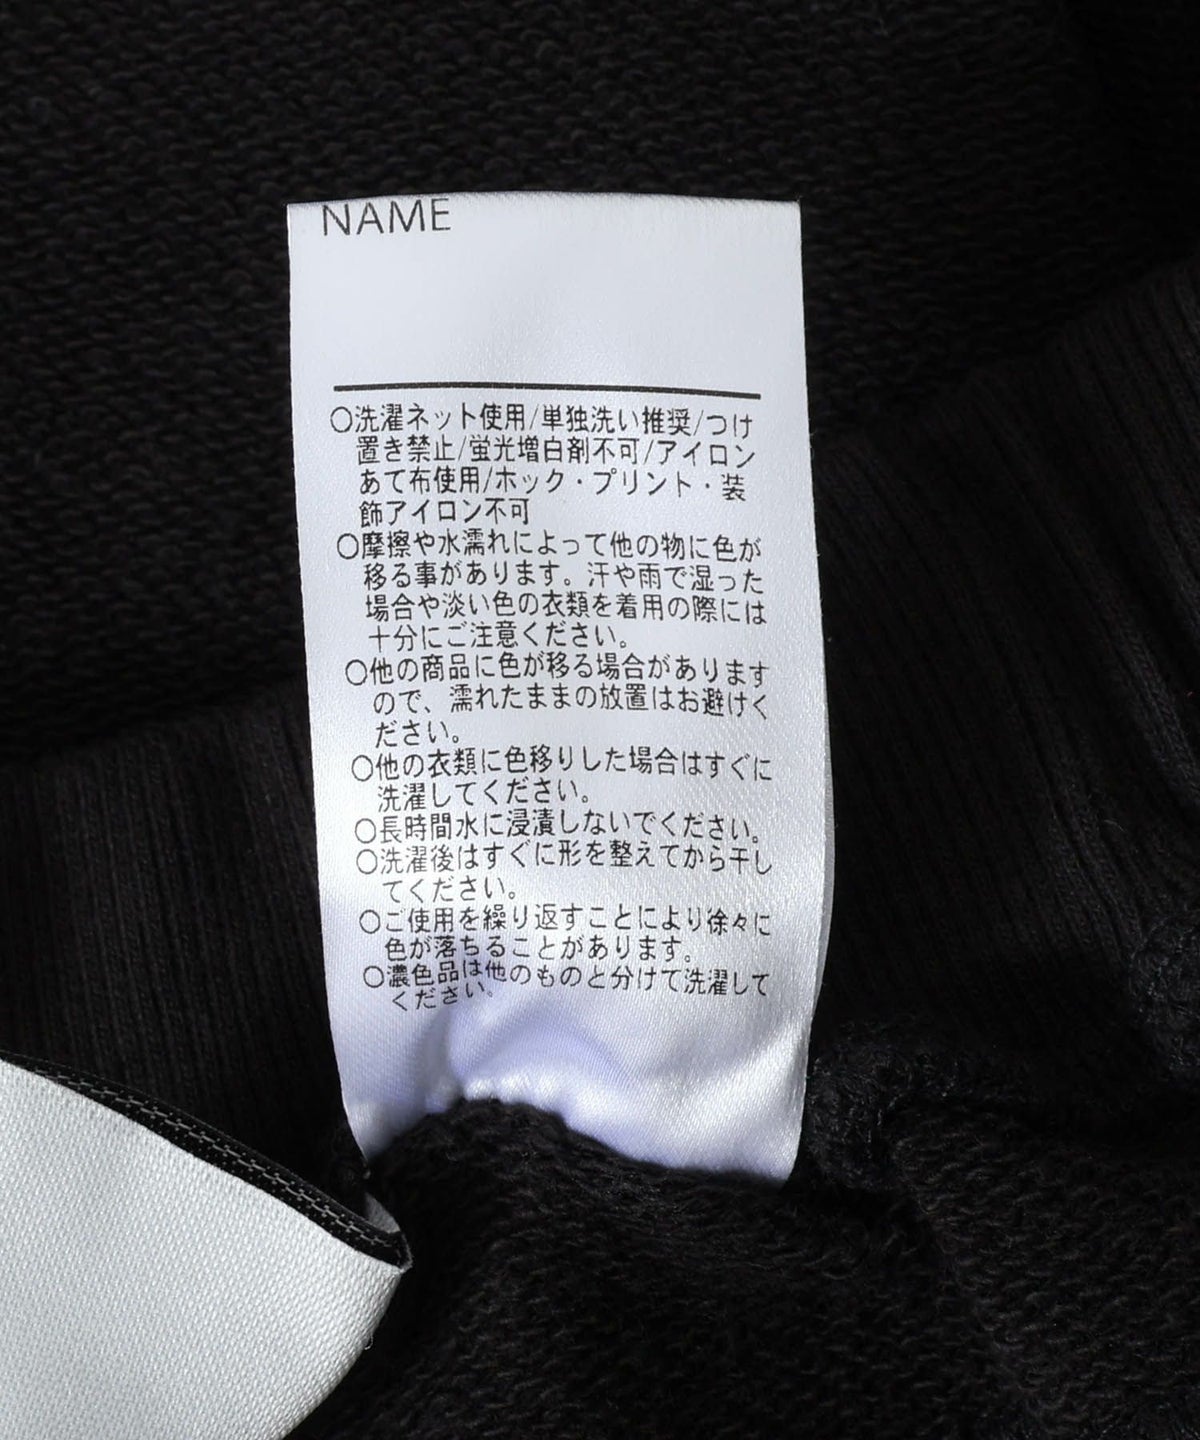 NAME
○洗濯ネット使用/単独洗い推奨/つけ
置き禁止/蛍光増白剤不可/アイロン
あて布使用/ホック・プリント・装
飾アイロン不可
○摩擦や水濡れによって他の物に色が
移る事があります。汗や雨で湿った
場合や淡い色の衣類を着用の際には
十分にご注意ください。
○他の商品に色が移る場合があります
ので、濡れたままの放置はお避けく
ださい。
○他の衣類に色移りした場合はすぐに
洗濯してください。
○長時間水に浸漬しないでください。
○洗濯後はすぐに形を整えてから干し
てください。
○ご使用を繰り返すことにより徐々に
色が落ちることがあります。
○濃色品は他のものと分けて洗濯して
ください。